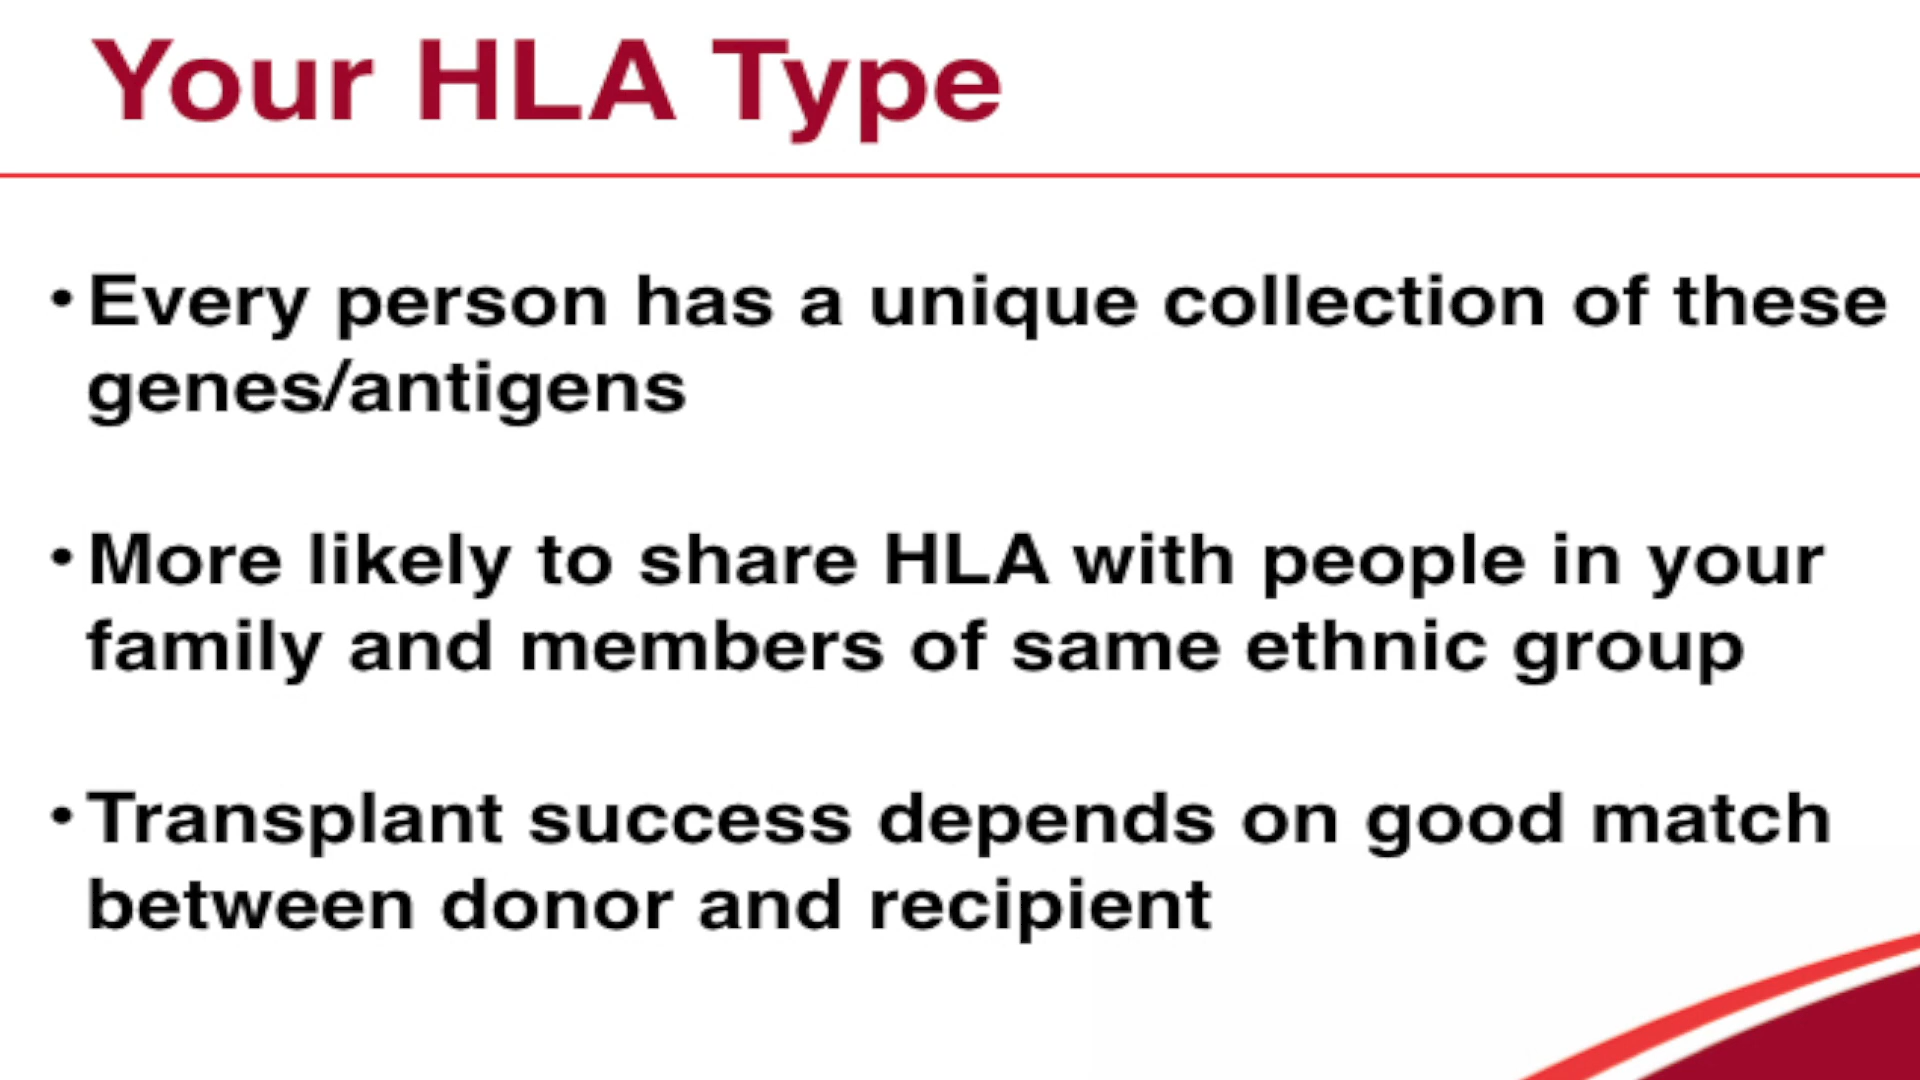 Your HLA Type
• Every person has a unique collection of these
genes/antigens
• More likely to share HLA with people in your
family and members of same ethnic group
• Transplant success depends on good match
between donor and recipient